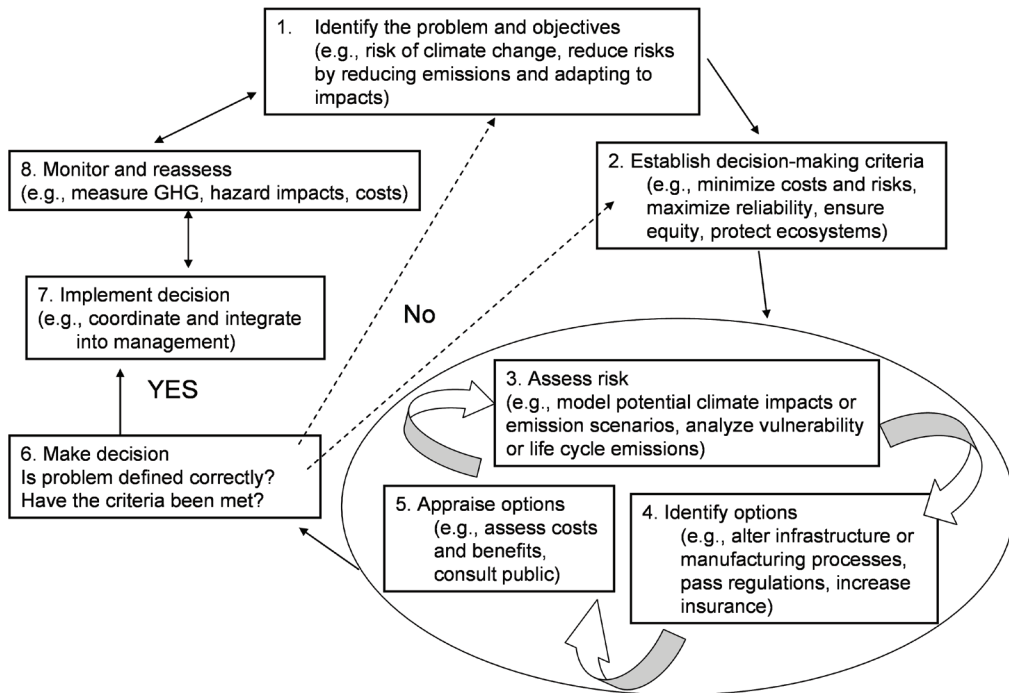 1. Identify the problem and objectives
(e.g., risk of climate change, reduce risks
by reducing emissions and adapting to
impacts)
2. Establish decision-making criteria
(e.g., minimize costs and risks,
maximize reliability, ensure
equity, protect ecosystems)
3. Assess risk
(e.g., model potential climate impacts or
emission scenarios, analyze vulnerability
or life cycle emissions)
4. Identify options
(e.g., alter infrastructure or
manufacturing processes,
pass regulations, increase
insurance)
5. Appraise options
(e.g., assess costs
and benefits,
consult public)
6. Make decision
Is problem defined correctly?
Have the criteria been met?
No
YES
7. Implement decision
(e.g., coordinate and integrate
into management)
8. Monitor and reassess
(e.g., measure GHG, hazard impacts, costs)